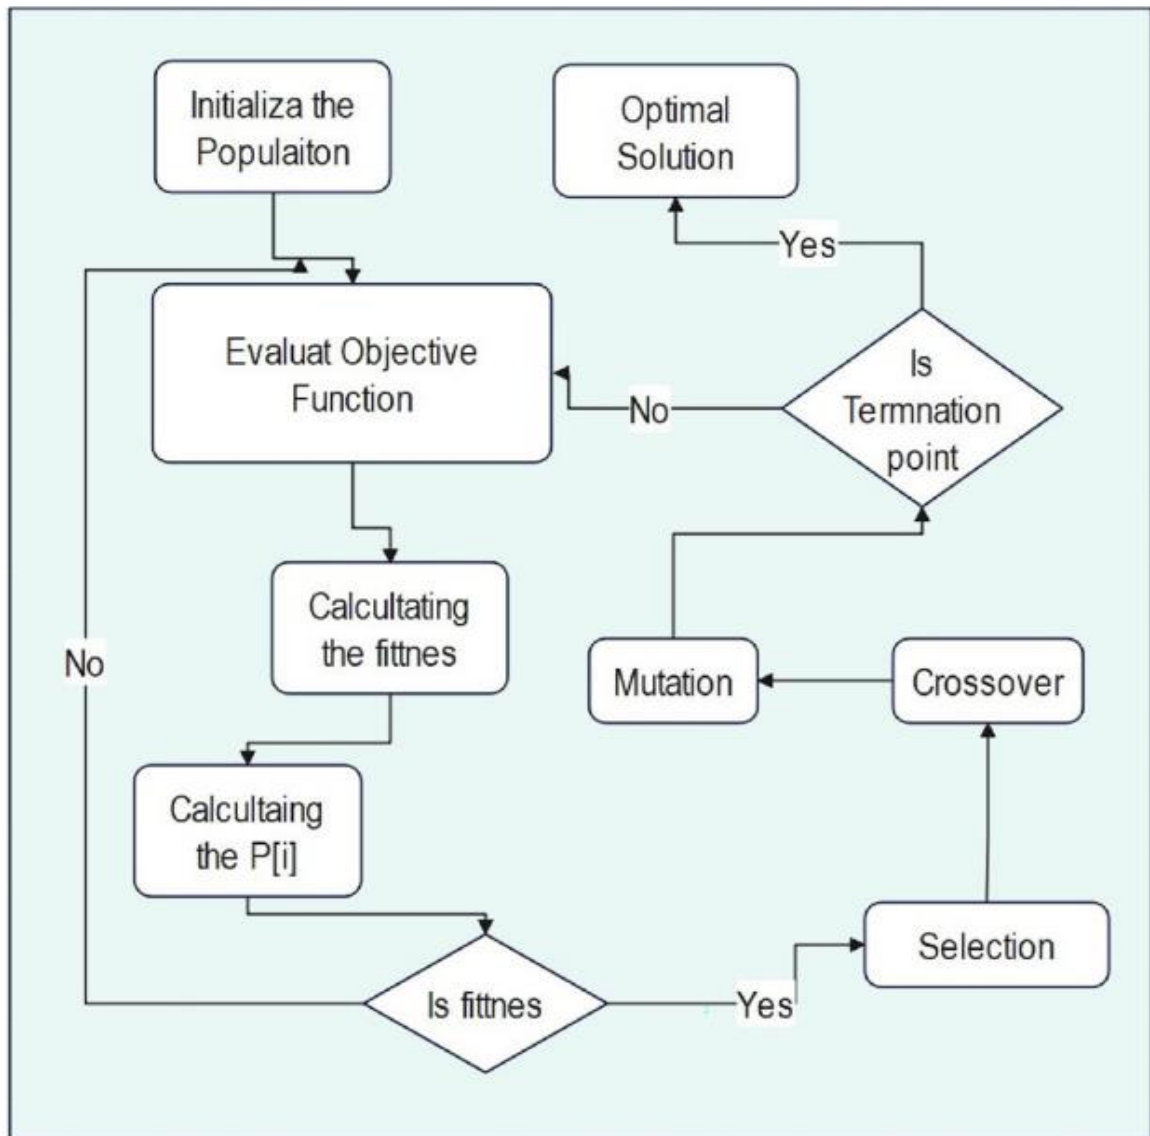 Initializa the
Populaiton
Optimal
Solution
Yes
Evaluat Objective
Function
No
Is
Termnation
point
Calcultating
the fittnes
No
Mutation
Crossover
Calcultaing
the P[i]
Selection
Is fittnes
Yes